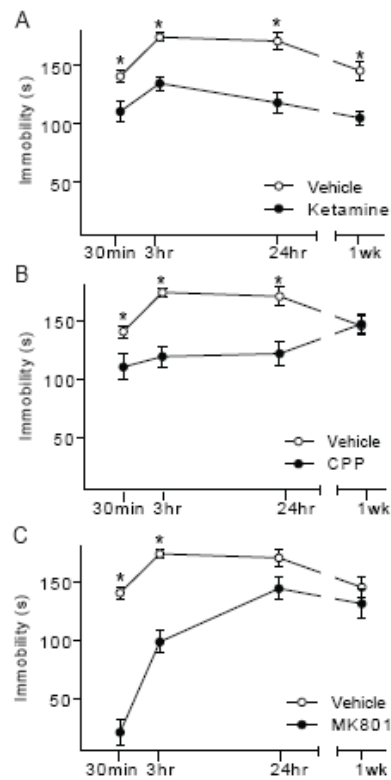 A
*
*
*
*
150
100
50
Immobility (s)
Vehicle
Ketamine
30min 3hr 24hr 1wk
B
*
*
*
150
100
50
Immobility (s)
Vehicle
CPP
30min 3hr 24hr 1wk
C
*
*
150
100
50
Immobility (s)
Vehicle
MK801
30min 3hr 24hr 1wk